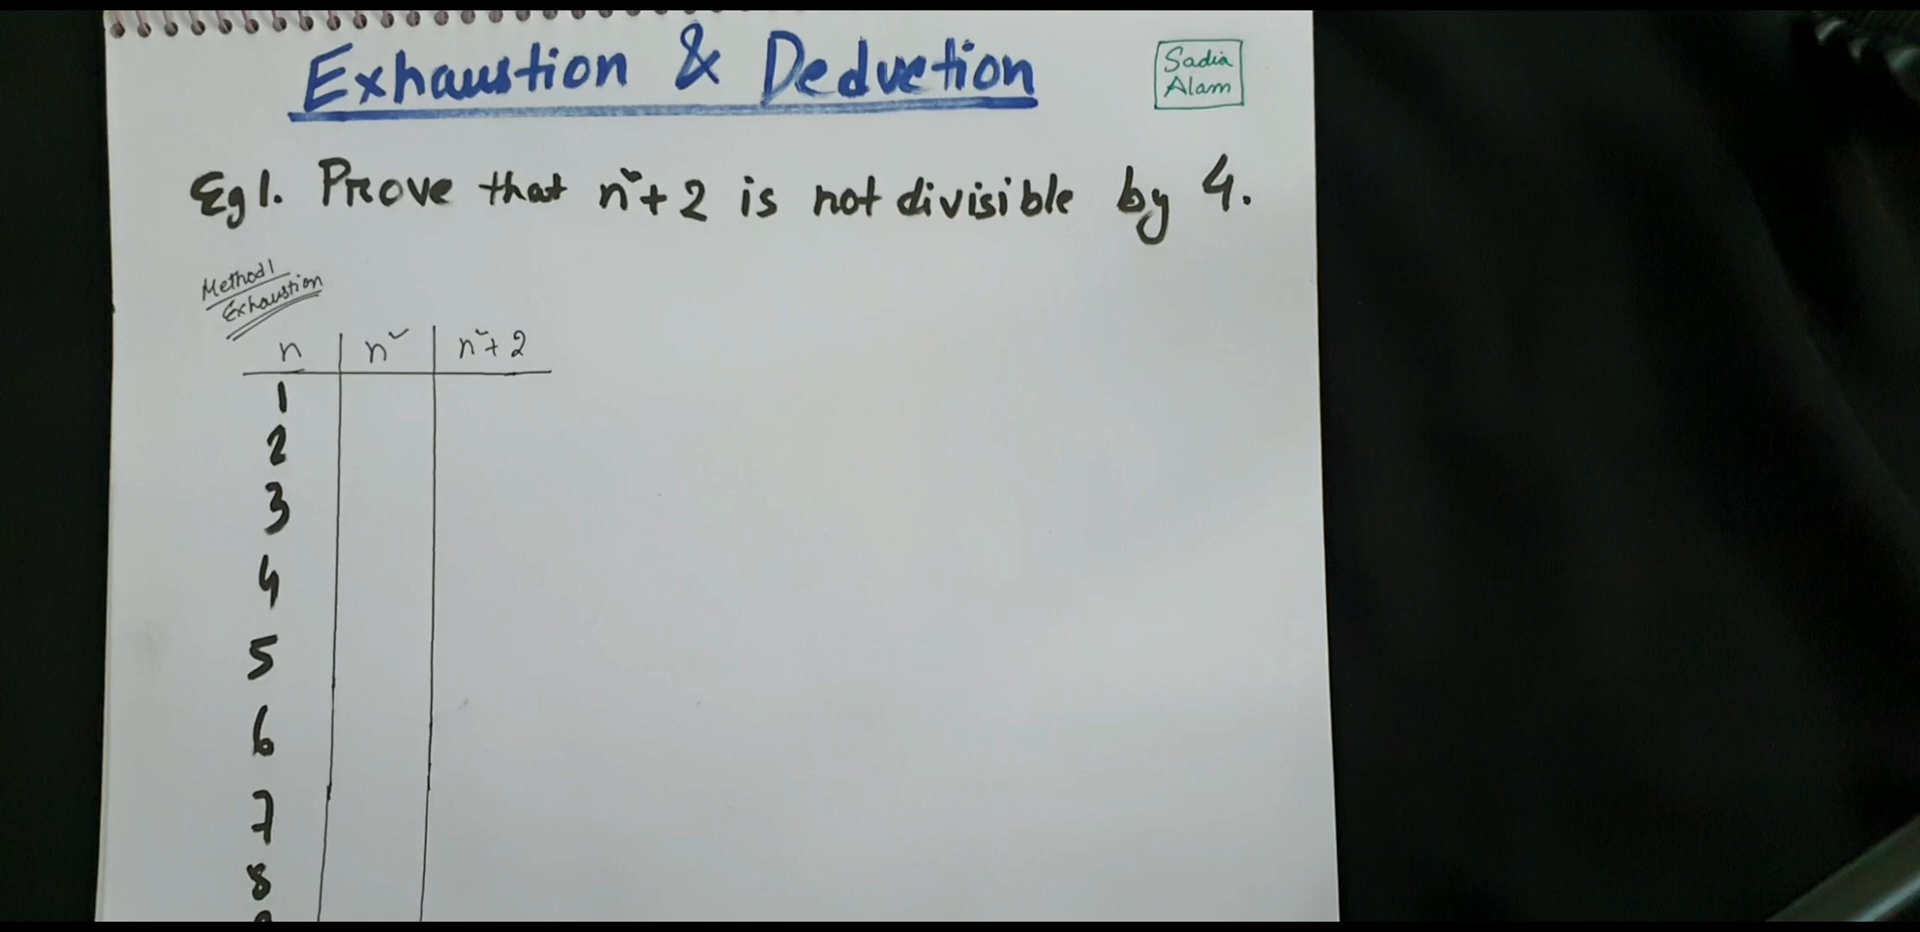 Exhaustion & Deduction
Sadia
Alam
Eg 1. Prove that n²+2 is not divisible by 4.
Method 1
Exhaustion
n n² n²+2
1
2
3
4
5
6
7
8